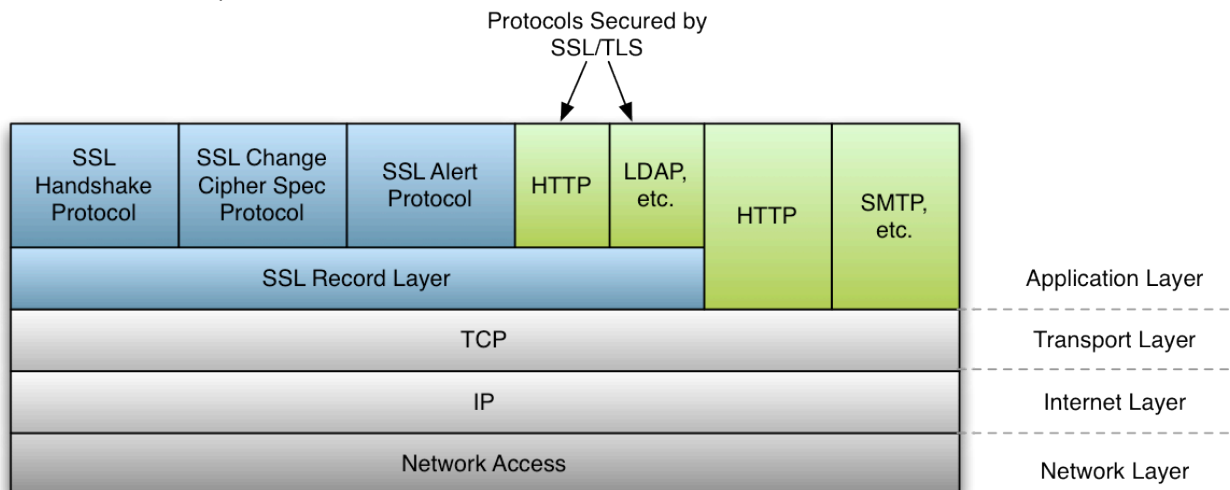 Protocols Secured by
SSL/TLS
SSL
Handshake
Protocol
SSL Change
Cipher Spec
Protocol
SSL Alert
Protocol
HTTP
LDAP,
etc.
HTTP
SMTP,
etc.
SSL Record Layer
Application Layer
TCP
Transport Layer
IP
Internet Layer
Network Access
Network Layer